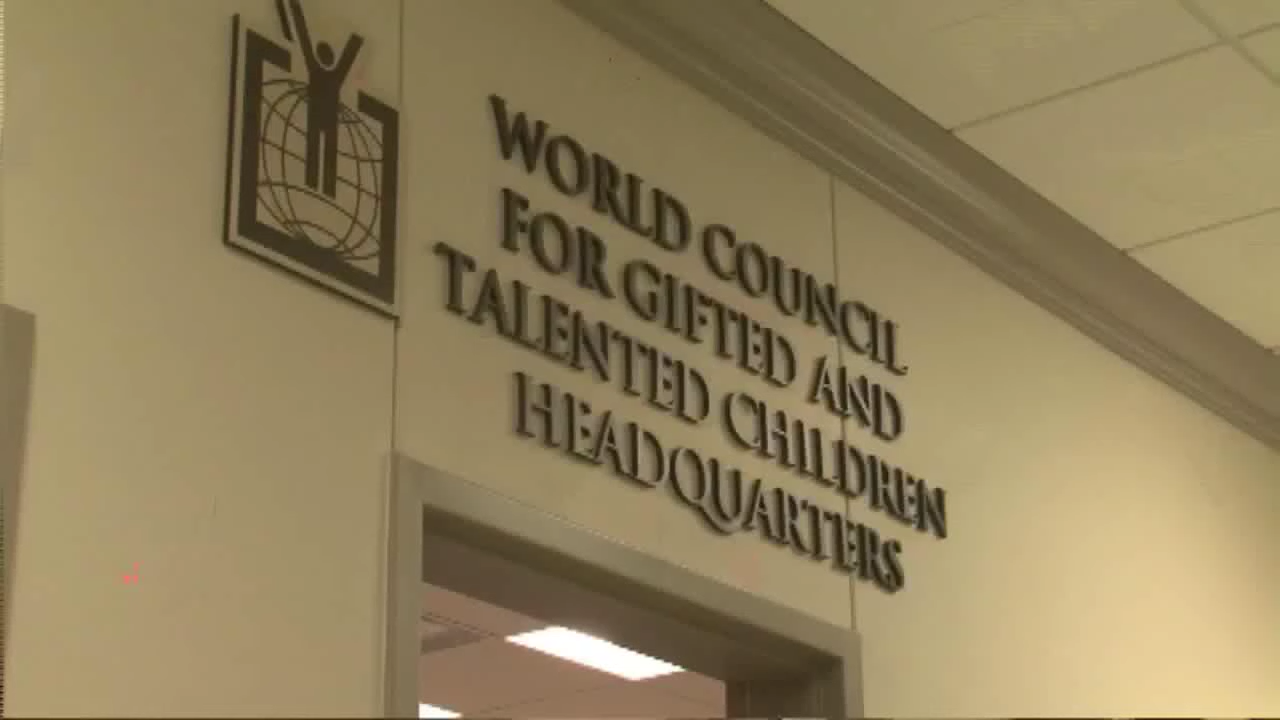 WORLD COUNCIL
FOR GIFTED AND
TALENTED CHILDREN
HEADQUARTERS